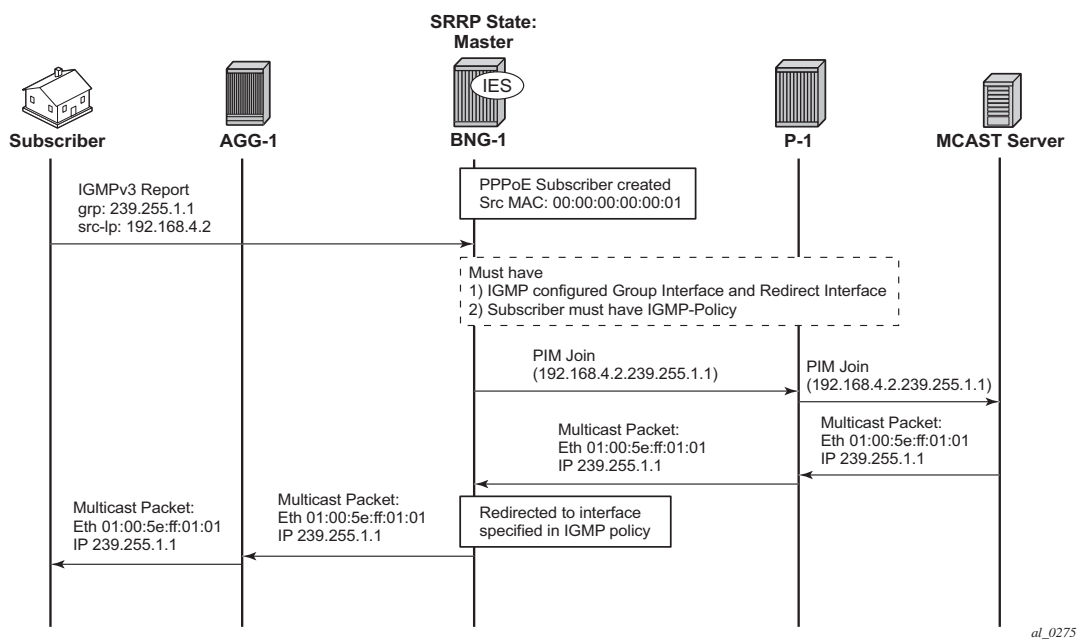 SRRP State:
Master
IES
Subscriber
AGG-1
BNG-1
P-1
MCAST Server
IGMPv3 Report
grp: 239.255.1.1
src-Ip: 192.168.4.2
PPPoE Subscriber created
Src MAC: 00:00:00:00:00:01
Must have
1) IGMP configured Group Interface and Redirect Interface
2) Subscriber must have IGMP-Policy
PIM Join
(192.168.4.2.239.255.1.1)
PIM Join
(192.168.4.2.239.255.1.1)
Multicast Packet:
Eth 01:00:5e:ff:01:01
IP 239.255.1.1
Multicast Packet:
Eth 01:00:5e:ff:01:01
IP 239.255.1.1
Redirected to interface
specified in IGMP policy
Multicast Packet:
Eth 01:00:5e:ff:01:01
IP 239.255.1.1
Multicast Packet:
Eth 01:00:5e:ff:01:01
IP 239.255.1.1
al_0275